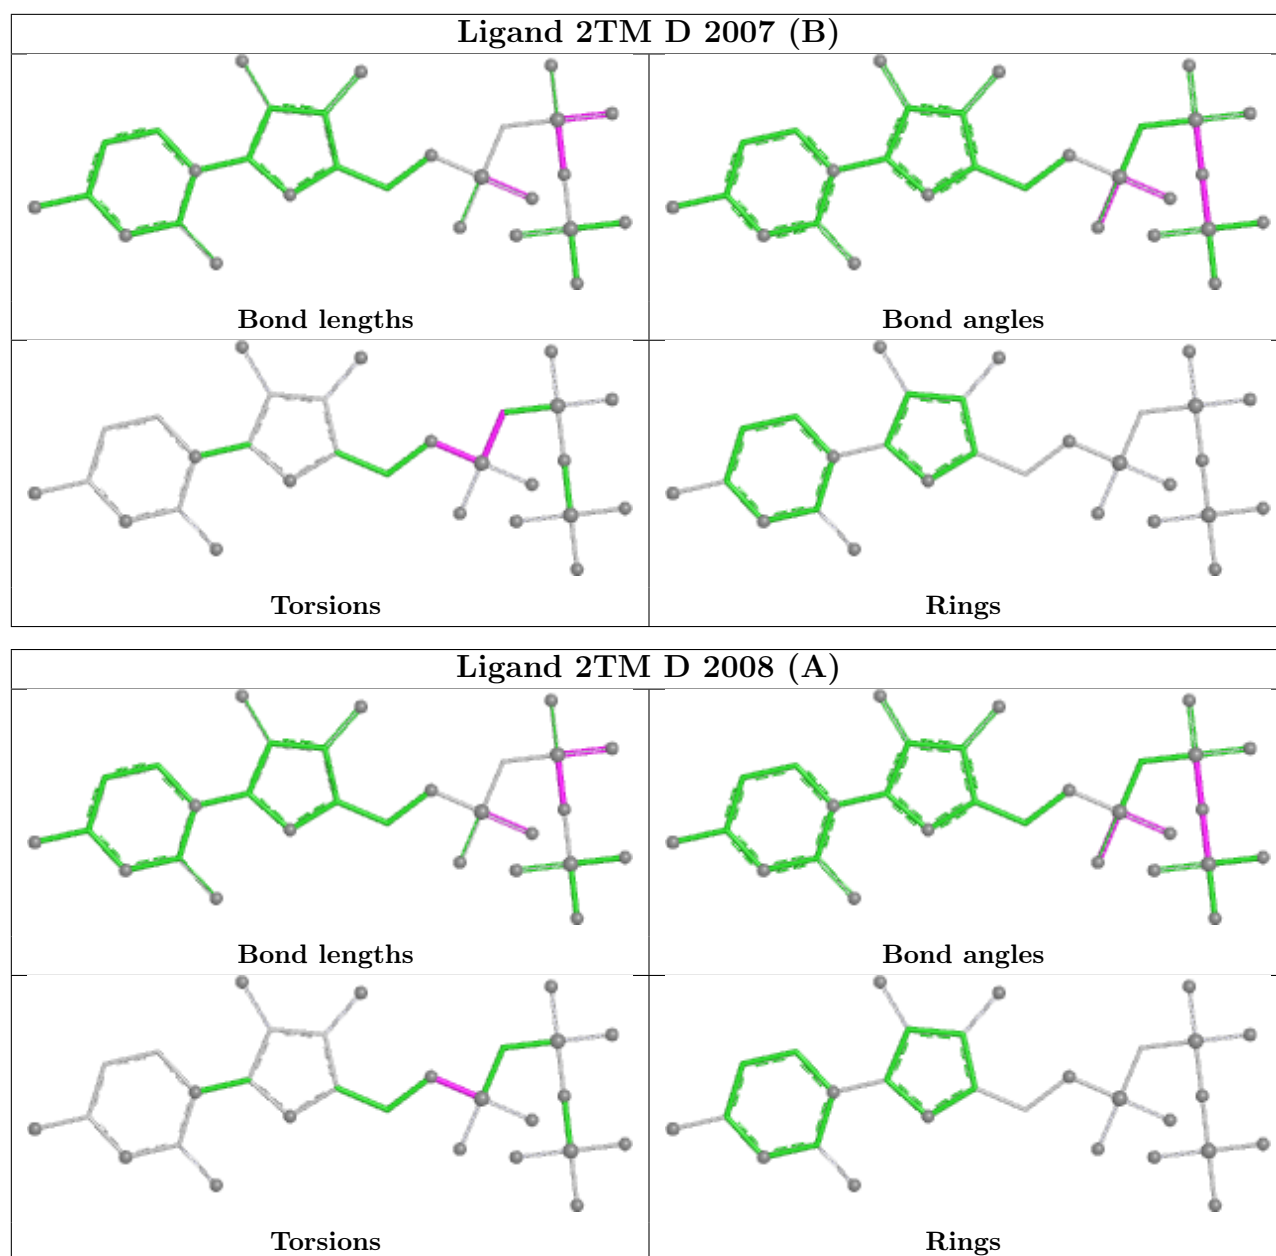 Ligand 2TM D 2007 (B)
Bond lengths
Bond angles
Torsions
Rings
Ligand 2TM D 2008 (A)
Bond lengths
Bond angles
Torsions
Rings